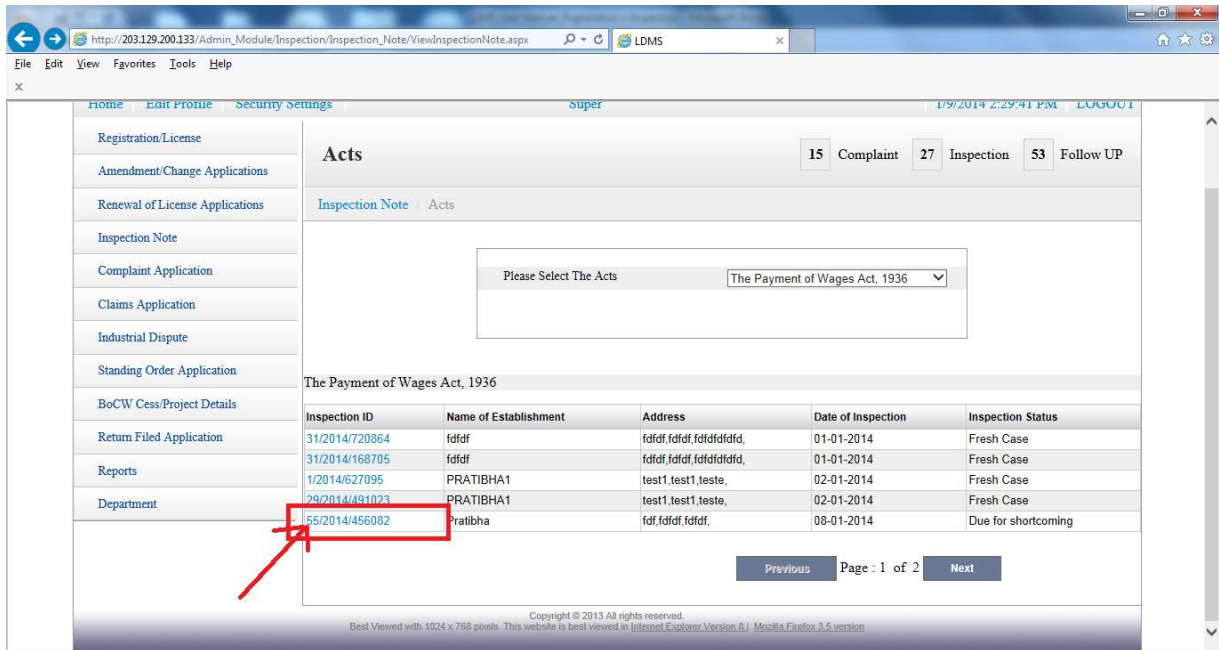 http://203.129.200.133/Admin_Module/Inspection/Inspection_Note/ViewInspectionNote.aspx
LDMS
File Edit View Favorites Tools Help
x
Home Edit Profile Security Settings Super 1/9/2014 2:29:41 PM LOGOUT
Registration/License
Amendment/Change Applications
Renewal of License Applications
Inspection Note
Complaint Application
Claims Application
Industrial Dispute
Standing Order Application
BoCW Cess/Project Details
Return Filed Application
Reports
Department
Acts
15 Complaint 27 Inspection 53 Follow UP
Inspection Note / Acts
Please Select The Acts The Payment of Wages Act, 1936
The Payment of Wages Act, 1936
Inspection ID Name of Establishment Address Date of Inspection Inspection Status
31/2014/720864 fdfdf fdfdf,fdfdf,fdfdfdfdfd, 01-01-2014 Fresh Case
31/2014/168705 fdfdf fdfdf,fdfdf,fdfdfdfdfd, 01-01-2014 Fresh Case
1/2014/627095 PRATIBHA1 test1,test1,teste, 02-01-2014 Fresh Case
29/2014/491023 PRATIBHA1 test1,test1,teste, 02-01-2014 Fresh Case
55/2014/456082 Pratibha fdf,fdfdf,fdfdf, 08-01-2014 Due for shortcoming
Previous Page : 1 of 2 Next
Copyright © 2013 All rights reserved.
Best Viewed with 1024 x 768 pixels. This website is best viewed in Internet Explorer Version 8 | Mozilla Firefox 3.5 version